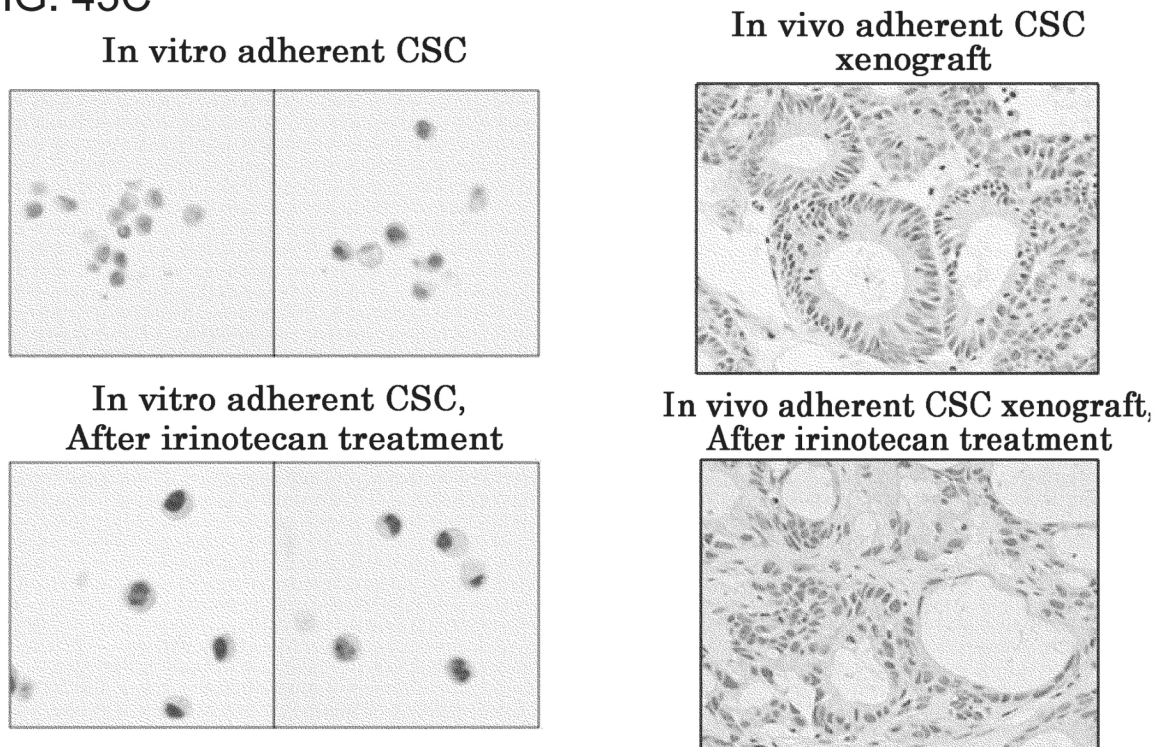 In vitro adherent CSC
In vivo adherent CSC
xenograft
In vitro adherent CSC,
After irinotecan treatment
In vivo adherent CSC xenograft,
After irinotecan treatment